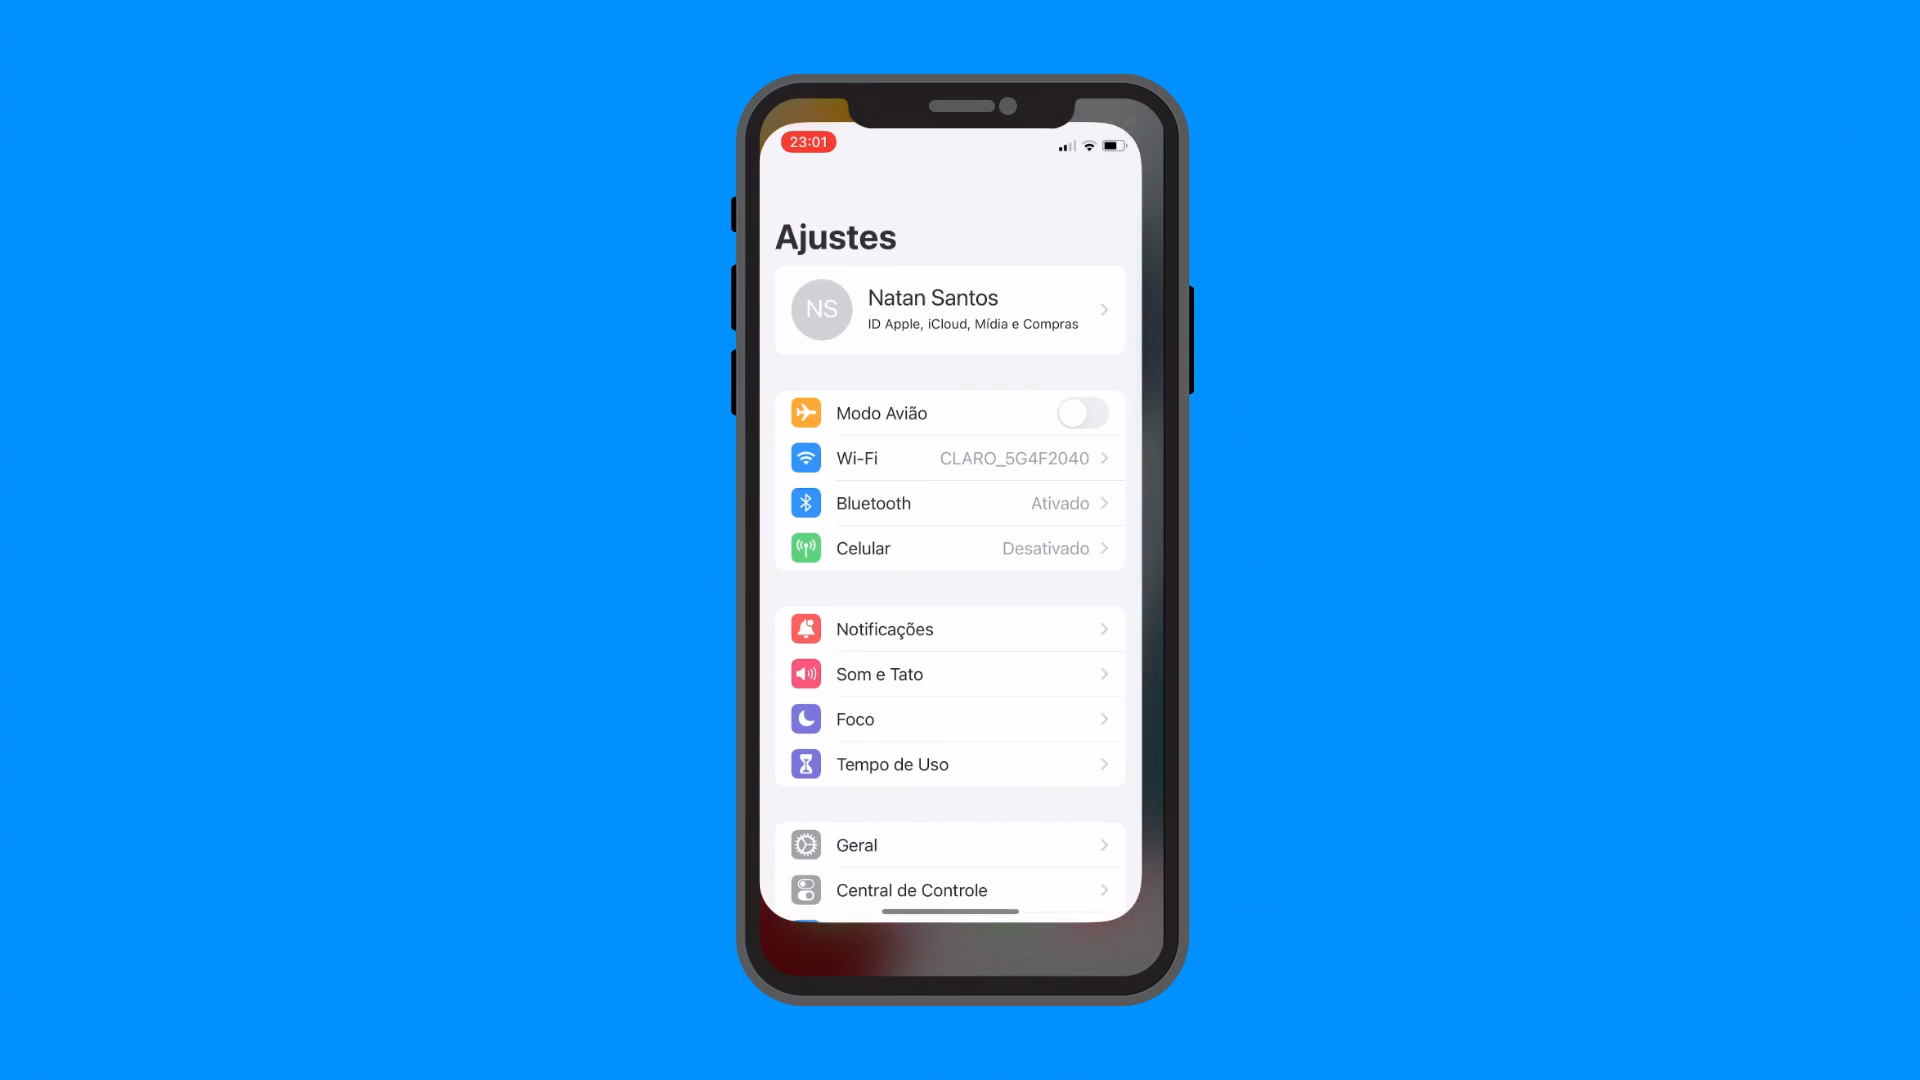 23:01
Ajustes
NS
Natan Santos
ID Apple, iCloud, Mídia e Compras
Modo Avião
Wi-Fi CLARO_5G4F2040
Bluetooth Ativado
Celular Desativado
Notificações
Som e Tato
Foco
Tempo de Uso
Geral
Central de Controle